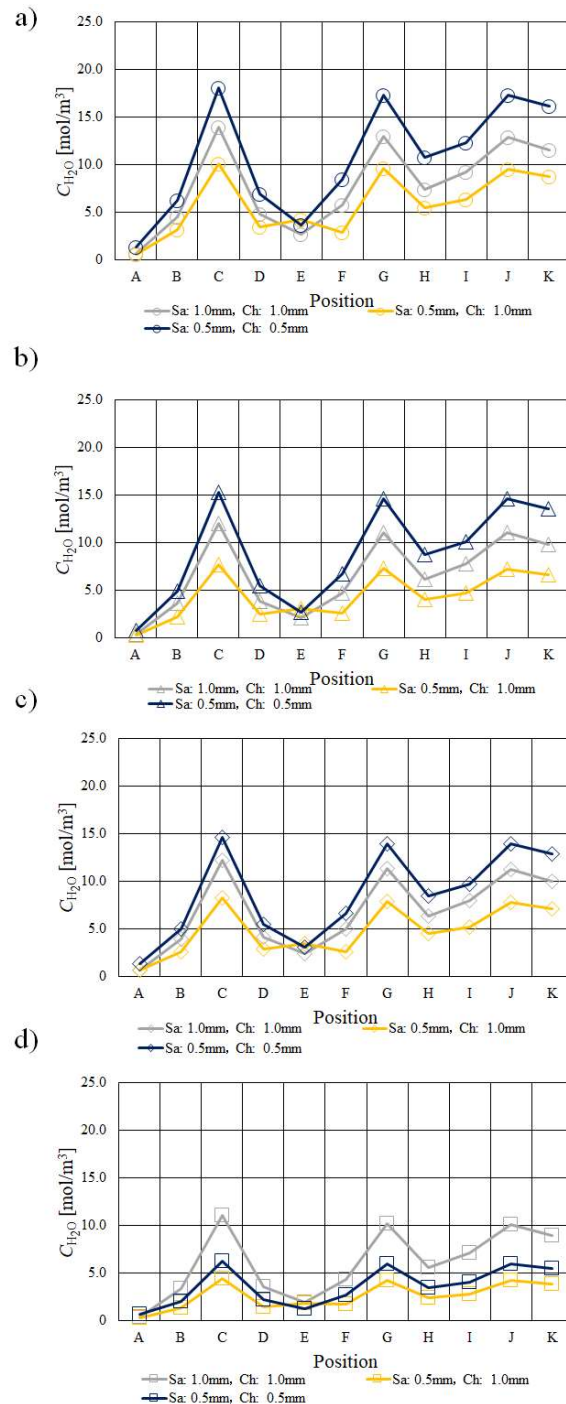 a)
25.0
20.0
15.0
10.0
5.0
0
C_H2O [mol/m³]
A B C D E F G H I J K
Position
Sa: 1.0mm, Ch: 1.0mm Sa: 0.5mm, Ch: 1.0mm
Sa: 0.5mm, Ch: 0.5mm
b)
25.0
20.0
15.0
10.0
5.0
0
C_H2O [mol/m³]
A B C D E F G H I J K
Position
Sa: 1.0mm, Ch: 1.0mm Sa: 0.5mm, Ch: 1.0mm
Sa: 0.5mm, Ch: 0.5mm
c)
25.0
20.0
15.0
10.0
5.0
0
C_H2O [mol/m³]
A B C D E F G H I J K
Position
Sa: 1.0mm, Ch: 1.0mm Sa: 0.5mm, Ch: 1.0mm
Sa: 0.5mm, Ch: 0.5mm
d)
25.0
20.0
15.0
10.0
5.0
0
C_H2O [mol/m³]
A B C D E F G H I J K
Position
Sa: 1.0mm, Ch: 1.0mm Sa: 0.5mm, Ch: 1.0mm
Sa: 0.5mm, Ch: 0.5mm